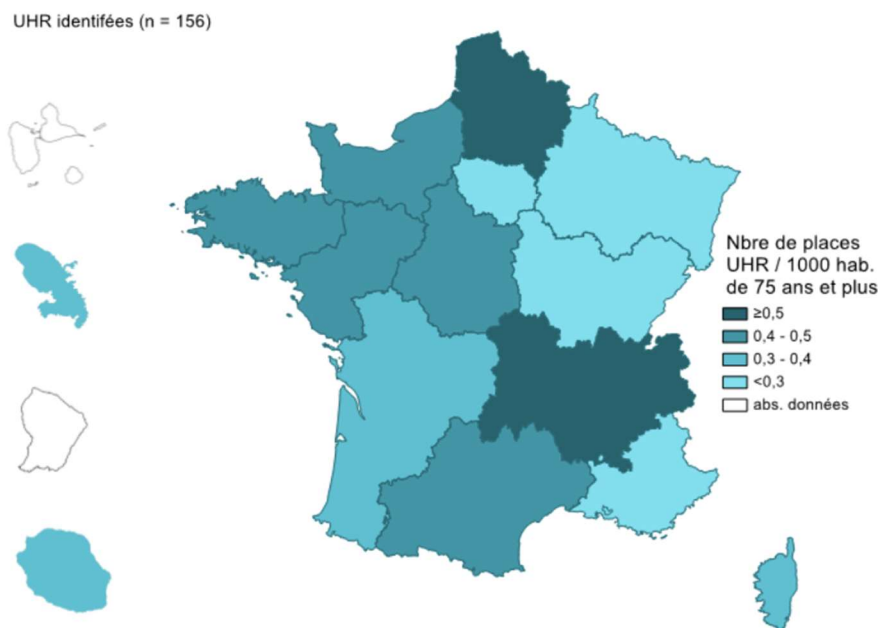 UHR identifées (n = 156)
Nbre de places
UHR / 1000 hab.
de 75 ans et plus
≥0,5
0,4 - 0,5
0,3 - 0,4
<0,3
abs. données